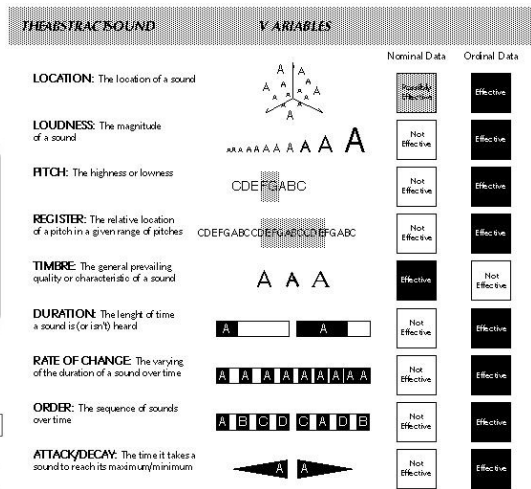 THE ABSTRACT SOUND VARIABLES
Nominal Data Ordinal Data
LOCATION: The location of a sound
A A A A A A A A A A A
Possibly Effective
Effective
LOUDNESS: The magnitude
of a sound
A A A A A A A A A A A
Not Effective
Effective
PITCH: The highness or lowness
CDEFGABC
Not Effective
Effective
REGISTER: The relative location
of a pitch in a given range of pitches
CDEFGABCCDEFGABCCDEFGABC
Not Effective
Effective
TIMBRE: The general prevailing
quality or characteristic of a sound
A A A
Effective
Not Effective
DURATION: The lenght of time
a sound is (or isn't) heard
A A
Not Effective
Effective
RATE OF CHANGE: The varying
of the duration of a sound over time
A A A A A A A A A
Not Effective
Effective
ORDER: The sequence of sounds
over time
A B C D C A D B
Not Effective
Effective
ATTACK/DECAY: The time it takes a
sound to reach its maximum/minimum
A A
Not Effective
Effective